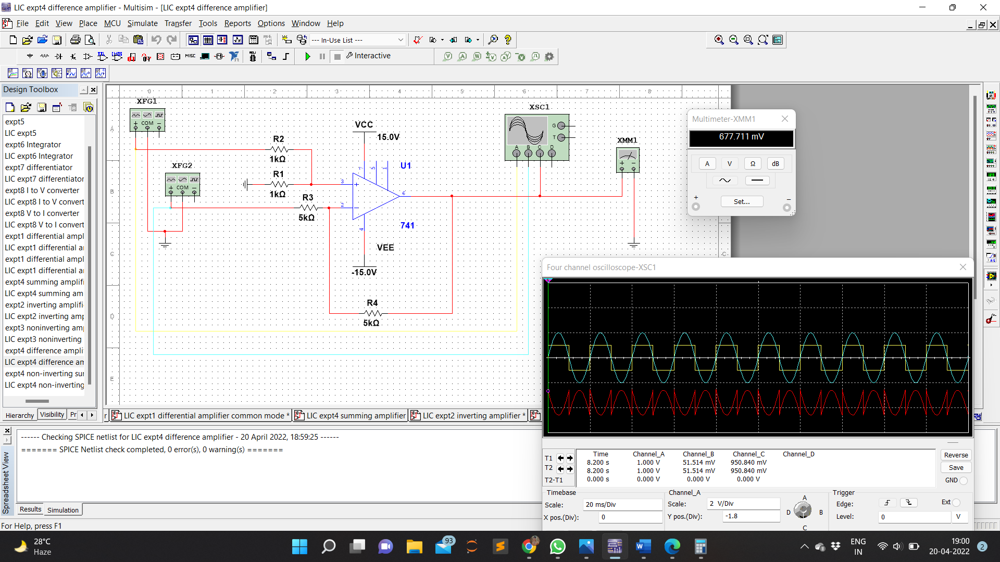 LIC expt4 difference amplifier - Multisim - [LIC expt4 difference amplifier]
File Edit View Place MCU Simulate Transfer Tools Reports Options Window Help
--- In-Use List ---
MISC Interactive
Design Toolbox
expt5
LIC expt5
expt6 Integrator
LIC expt6 Integrator
expt7 differentiator
LIC expt7 differentiator
expt8 I to V converter
LIC expt8 I to V convert
expt8 V to I converter
LIC expt8 V to I convert
expt1 differential ampl
LIC expt1 differential a
expt1 differential ampl
LIC expt1 differential a
expt4 summing amplifi
LIC expt4 summing am
expt2 inverting amplifi
LIC expt2 inverting amp
expt3 noninverting amp
LIC expt3 noninverting
expt4 difference ampli
LIC expt4 difference am
expt4 non-inverting sur
LIC expt4 non-inverting
Hierarchy Visibility Pr
0 1 2 3 4 5 6 7 8
A
B
C
D
E
XFG1
COM
XFG2
COM
R2
1kΩ
R1
1kΩ
R3
5kΩ
R4
5kΩ
VCC
15.0V
U1
7 5 1
3
2
6
4
741
VEE
-15.0V
XSC1
G
T
A B C D
XMM1
C
Multimeter-XMM1
677.711 mV
A V Ω dB
Set...
+ −
Four channel oscilloscope-XSC1
Time Channel_A Channel_B Channel_C Channel_D
T1 8.200 s 1.000 V 51.514 mV 950.840 mV
T2 8.200 s 1.000 V 51.514 mV 950.840 mV
T2-T1 0.000 s 0.000 V 0.000 V 0.000 V
Reverse
Save
GND
Timebase
Scale: 20 ms/Div
X pos.(Div): 0
Channel_A
Scale: 2 V/Div
Y pos.(Div): -1.8
A
D B
C
Trigger
Edge: Ext
Level: 0 V
r LIC expt1 differential amplifier common mode * LIC expt4 summing amplifier LIC expt2 inverting amplifier *
------ Checking SPICE netlist for LIC expt4 difference amplifier - 20 April 2022, 18:59:25 ------
======= SPICE Netlist check completed, 0 error(s), 0 warning(s) =======
Spreadsheet View
Results Simulation
For Help, press F1
28°C
Haze
93
ENG
IN
19:00
20-04-2022
2